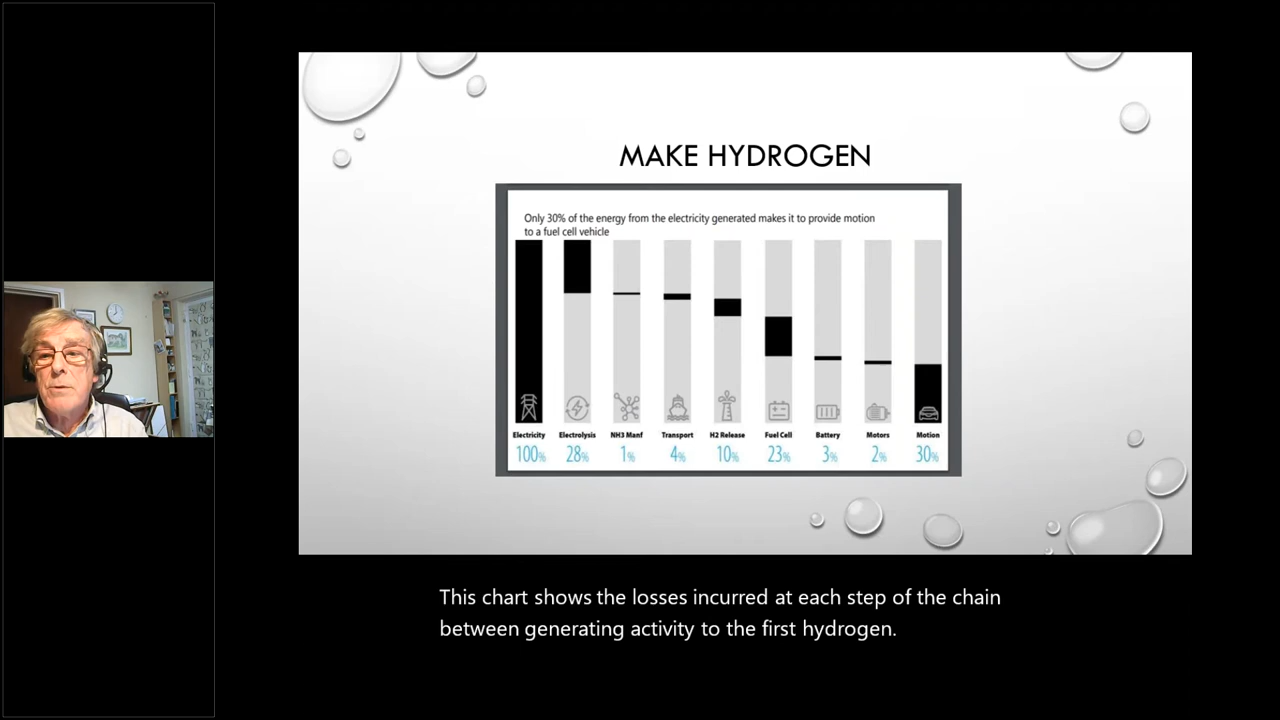 MAKE HYDROGEN
Only 30% of the energy from the electricity generated makes it to provide motion
to a fuel cell vehicle
Electricity Electrolysis NH3 Manf Transport H2 Release Fuel Cell Battery Motors Motion
100% 28% 1% 4% 10% 23% 3% 2% 30%
This chart shows the losses incurred at each step of the chain
between generating activity to the first hydrogen.